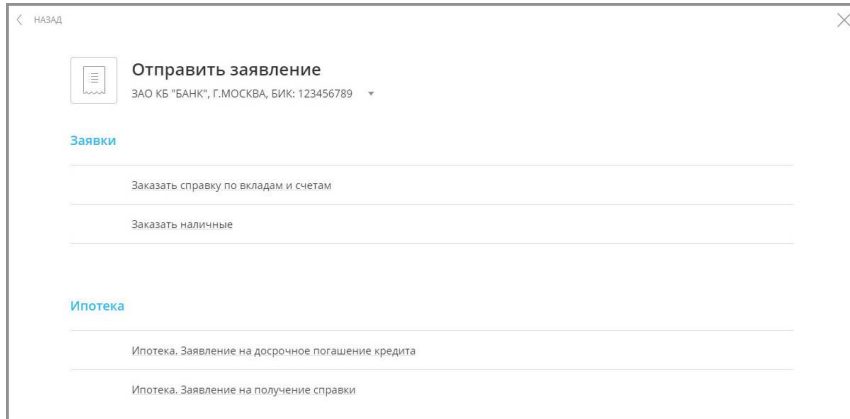 НАЗАД
Отправить заявление
ЗАО КБ "БАНК", Г.МОСКВА, БИК: 123456789
Заявки
Заказать справку по вкладам и счетам
Заказать наличные
Ипотека
Ипотека. Заявление на досрочное погашение кредита
Ипотека. Заявление на получение справки